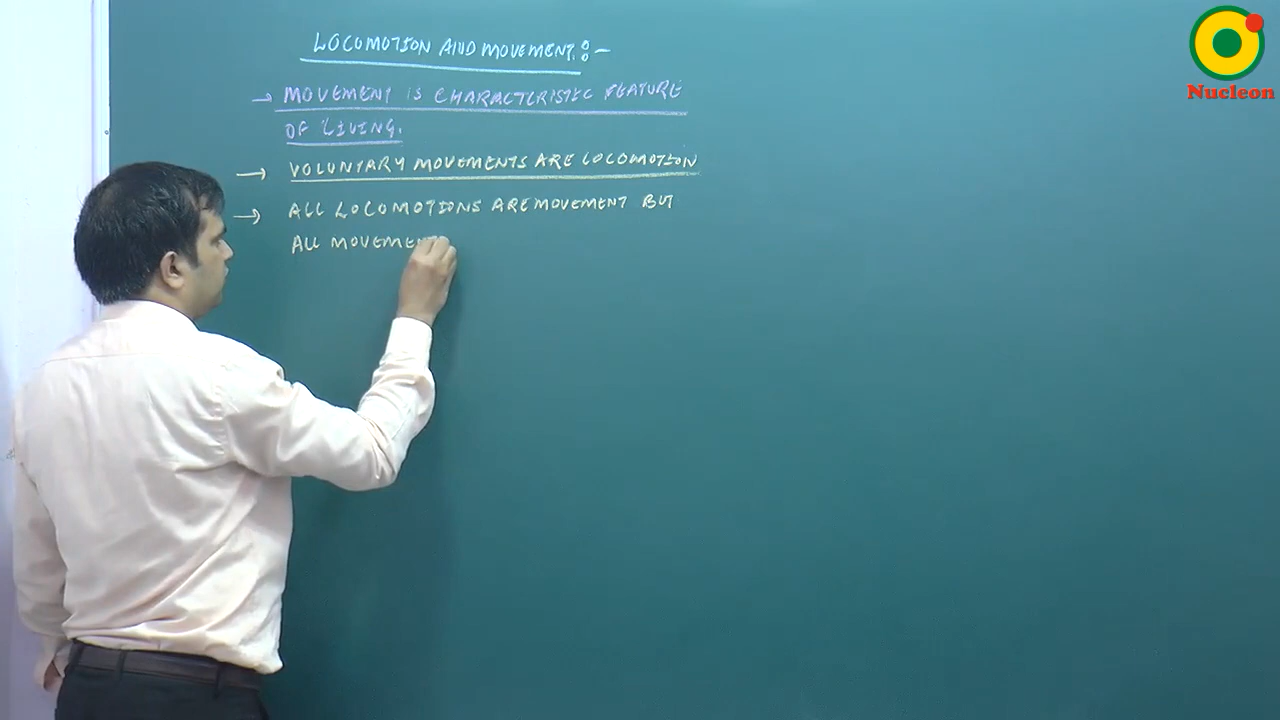 LOCOMOTION AND MOVEMENT:-
→ MOVEMENT IS CHARACTERISTIC FEATURE
OF LIVING.
→ VOLUNTARY MOVEMENTS ARE LOCOMOTION
→ ALL LOCOMOTIONS ARE MOVEMENT BUT
ALL MOVEMEN
Nucleon